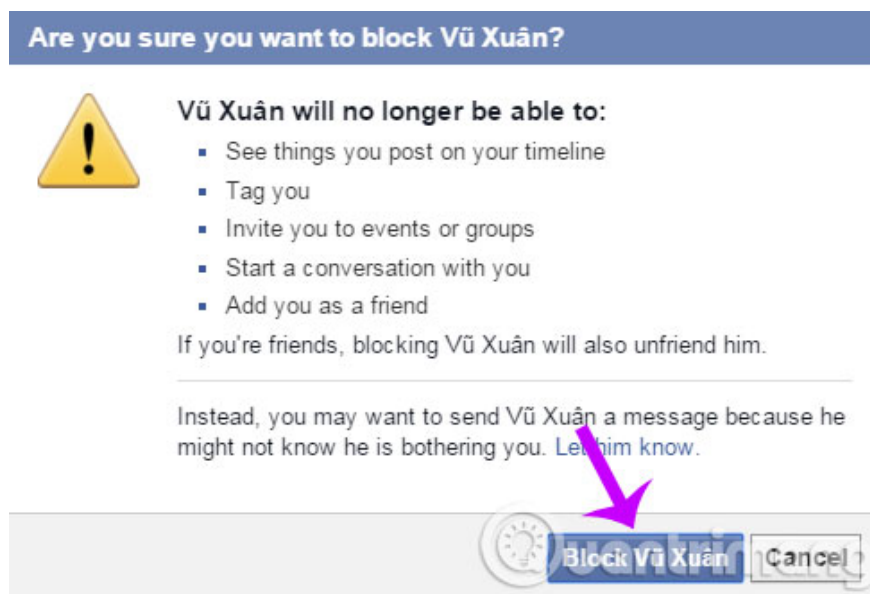 Are you sure you want to block Vũ Xuân?
Vũ Xuân will no longer be able to:
See things you post on your timeline
Tag you
Invite you to events or groups
Start a conversation with you
Add you as a friend
If you're friends, blocking Vũ Xuân will also unfriend him.
Instead, you may want to send Vũ Xuân a message because he
might not know he is bothering you. Let him know.
Block Vũ Xuân Cancel
Quantrimang